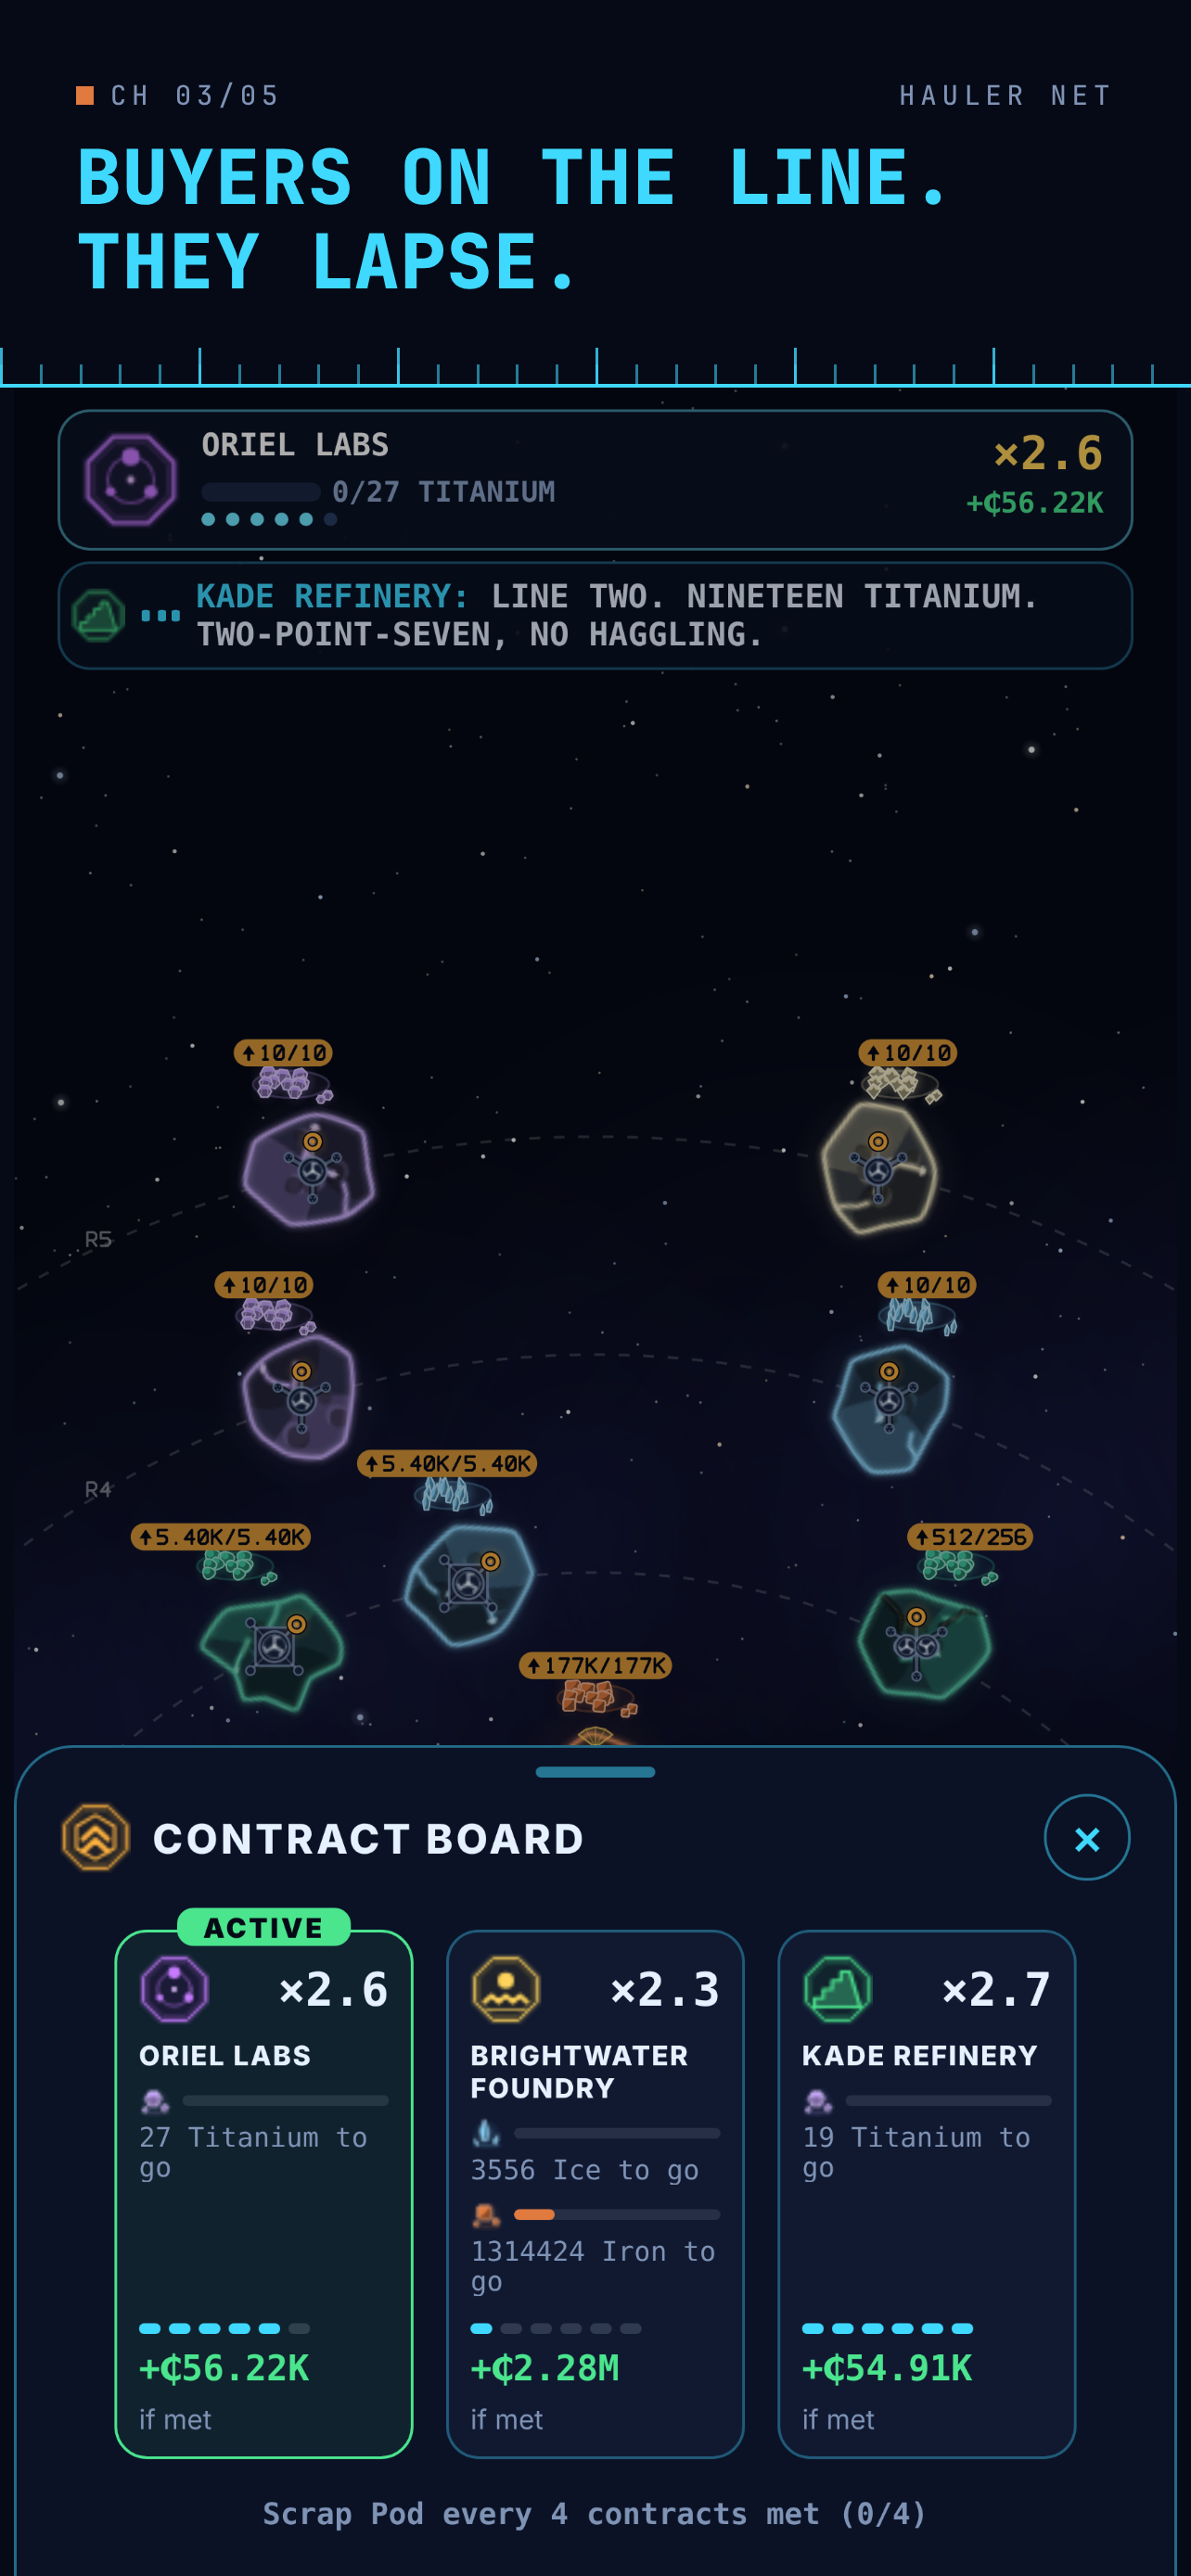 CH 03/05
HAULER NET
BUYERS ON THE LINE.
THEY LAPSE.
ORIEL LABS
×2.6
0/27 TITANIUM
+₵56.22K
KADE REFINERY: LINE TWO. NINETEEN TITANIUM.
TWO-POINT-SEVEN, NO HAGGLING.
10/10
10/10
R5
10/10
10/10
5.40K/5.40K
R4
5.40K/5.40K
512/256
177K/177K
CONTRACT BOARD
×
ACTIVE
×2.6
ORIEL LABS
27 Titanium to
go
+₵56.22K
if met
×2.3
BRIGHTWATER
FOUNDRY
3556 Ice to go
1314424 Iron to
go
+₵2.28M
if met
×2.7
KADE REFINERY
19 Titanium to
go
+₵54.91K
if met
Scrap Pod every 4 contracts met (0/4)